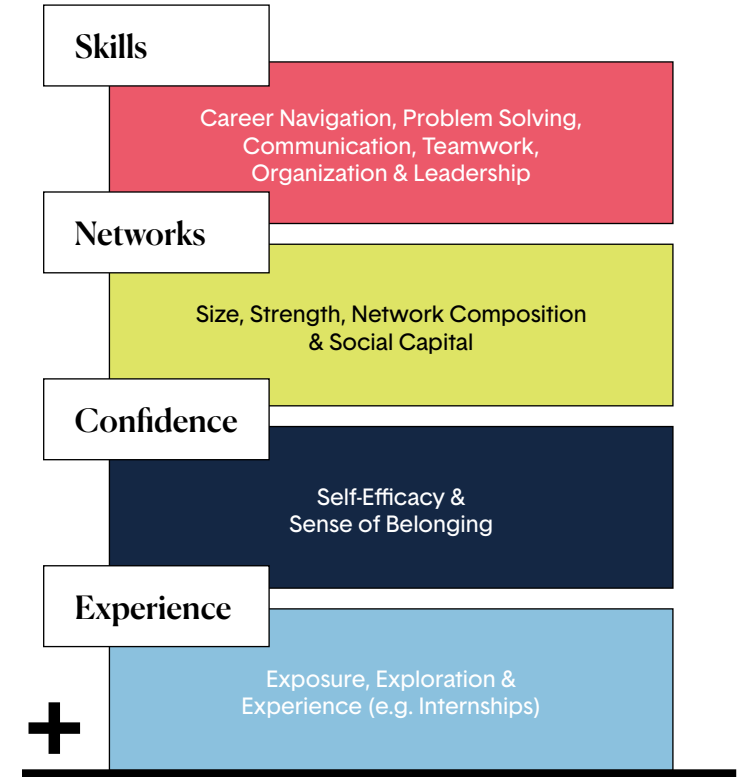 Skills
Career Navigation, Problem Solving,
Communication, Teamwork,
Organization & Leadership
Networks
Size, Strength, Network Composition
& Social Capital
Confidence
Self-Efficacy &
Sense of Belonging
Experience
Exposure, Exploration &
Experience (e.g. Internships)
+